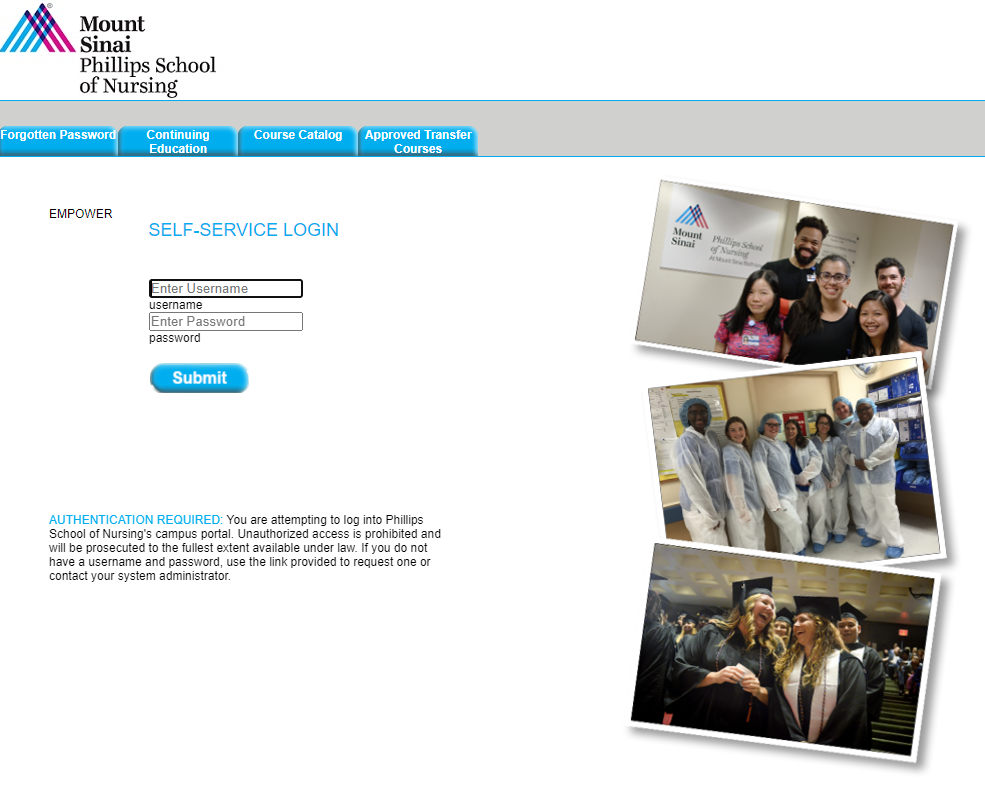 Mount
Sinai
Phillips School
of Nursing
Forgotten Password
Continuing
Education
Course Catalog
Approved Transfer
Courses
EMPOWER
SELF-SERVICE LOGIN
Enter Username
username
Enter Password
password
Submit
AUTHENTICATION REQUIRED: You are attempting to log into Phillips
School of Nursing's campus portal. Unauthorized access is prohibited and
will be prosecuted to the fullest extent available under law. If you do not
have a username and password, use the link provided to request one or
contact your system administrator.
Mount
Sinai
Phillips School
of Nursing